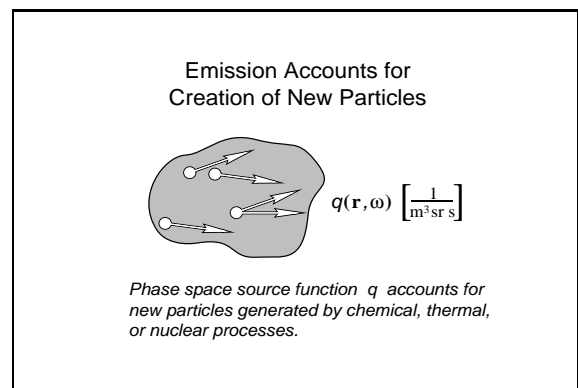 Emission Accounts for
Creation of New Particles
q(r,ω) [1/(m³ sr s)]
Phase space source function q accounts for
new particles generated by chemical, thermal,
or nuclear processes.